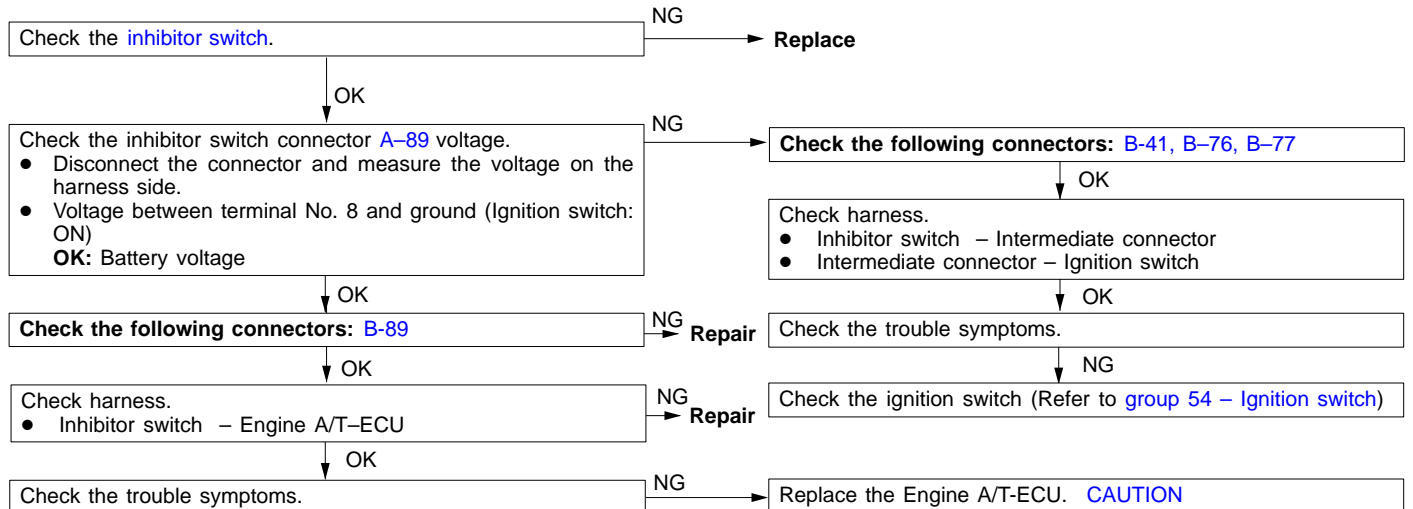 Check the inhibitor switch.
NG
Replace
OK
Check the inhibitor switch connector A–89 voltage.
● Disconnect the connector and measure the voltage on the
harness side.
● Voltage between terminal No. 8 and ground (Ignition switch:
ON)
OK: Battery voltage
NG
Check the following connectors: B-41, B–76, B–77
OK
Check harness.
● Inhibitor switch – Intermediate connector
● Intermediate connector – Ignition switch
OK
Check the trouble symptoms.
NG
Check the ignition switch (Refer to group 54 – Ignition switch)
OK
Check the following connectors: B-89
NG
Repair
OK
Check harness.
● Inhibitor switch – Engine A/T–ECU
NG
Repair
OK
Check the trouble symptoms.
NG
Replace the Engine A/T-ECU. CAUTION